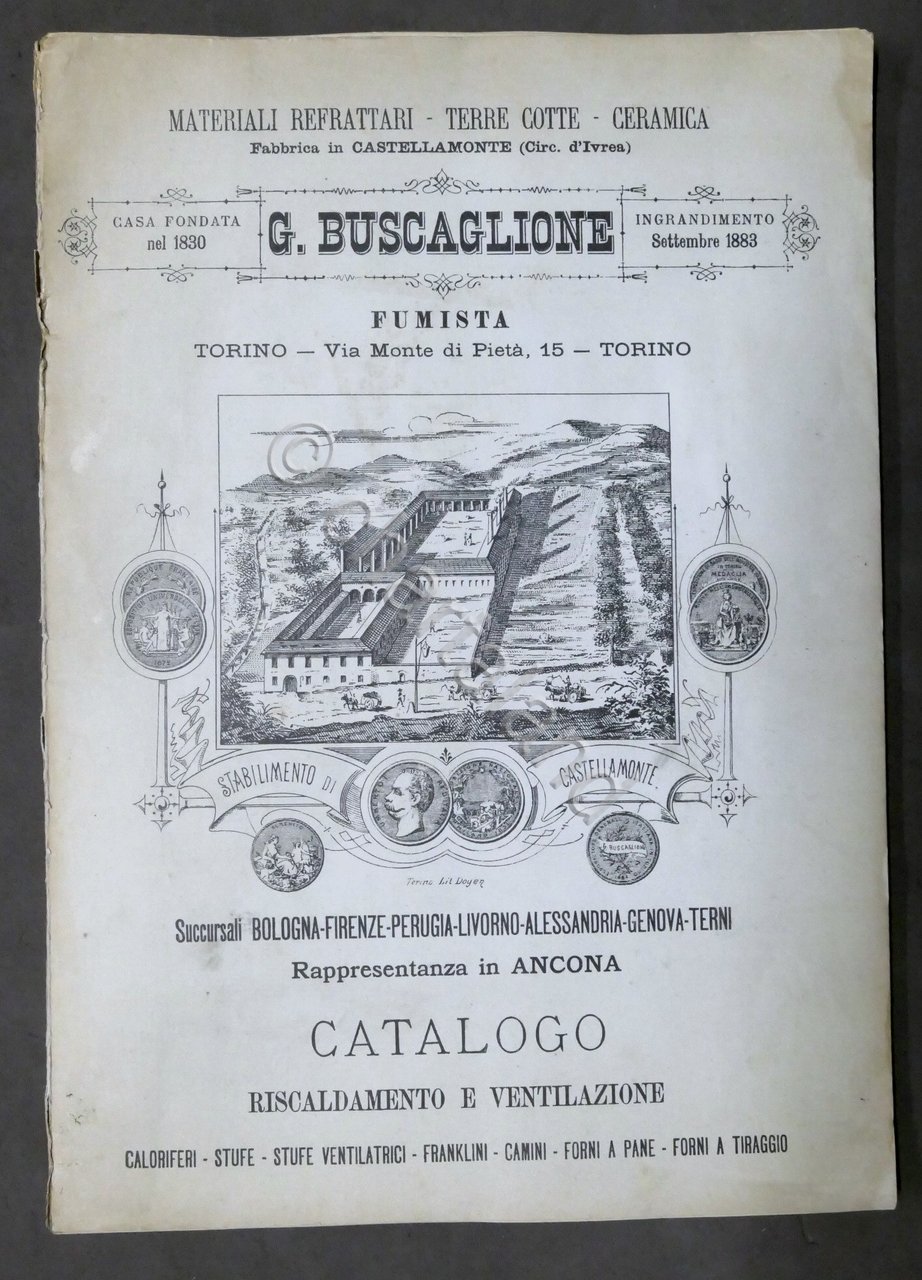 MATERIALI REFRATTARI - TERRE COTTE - CERAMICA
Fabbrica in CASTELLAMONTE (Circ. d'Ivrea)
CASA FONDATA
nel 1830
G. BUSCAGLIONE
INGRANDIMENTO
Settembre 1883
FUMISTA
TORINO — Via Monte di Pietà, 15 — TORINO
MEDAGLIA
STABILIMENTO DI
CASTELLAMONTE.
G. BUSCAGLIONE
Torino. Lit Doyen
Succursali BOLOGNA-FIRENZE-PERUGIA-LIVORNO-ALESSANDRIA-GENOVA-TERNI
Rappresentanza in ANCONA
CATALOGO
RISCALDAMENTO E VENTILAZIONE
CALORIFERI - STUFE - STUFE VENTILATRICI - FRANKLINI - CAMINI - FORNI A PANE - FORNI A TIRAGGIO